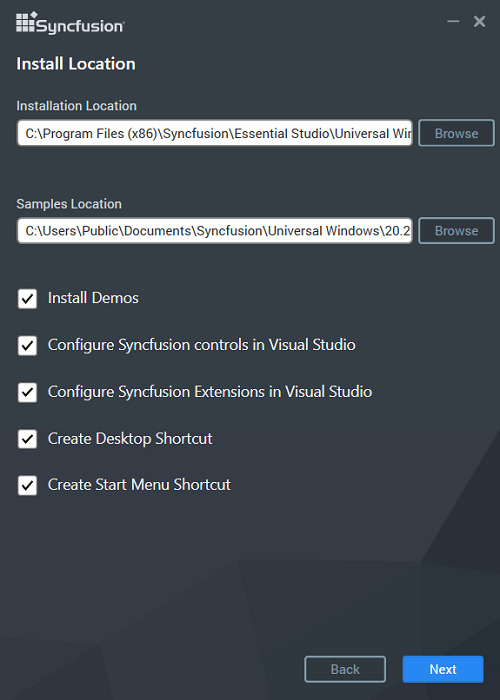 Syncfusion
Install Location
Installation Location
C:\Program Files (x86)\Syncfusion\Essential Studio\Universal Wir
Browse
Samples Location
C:\Users\Public\Documents\Syncfusion\Universal Windows\20.2
Browse
Install Demos
Configure Syncfusion controls in Visual Studio
Configure Syncfusion Extensions in Visual Studio
Create Desktop Shortcut
Create Start Menu Shortcut
Back
Next